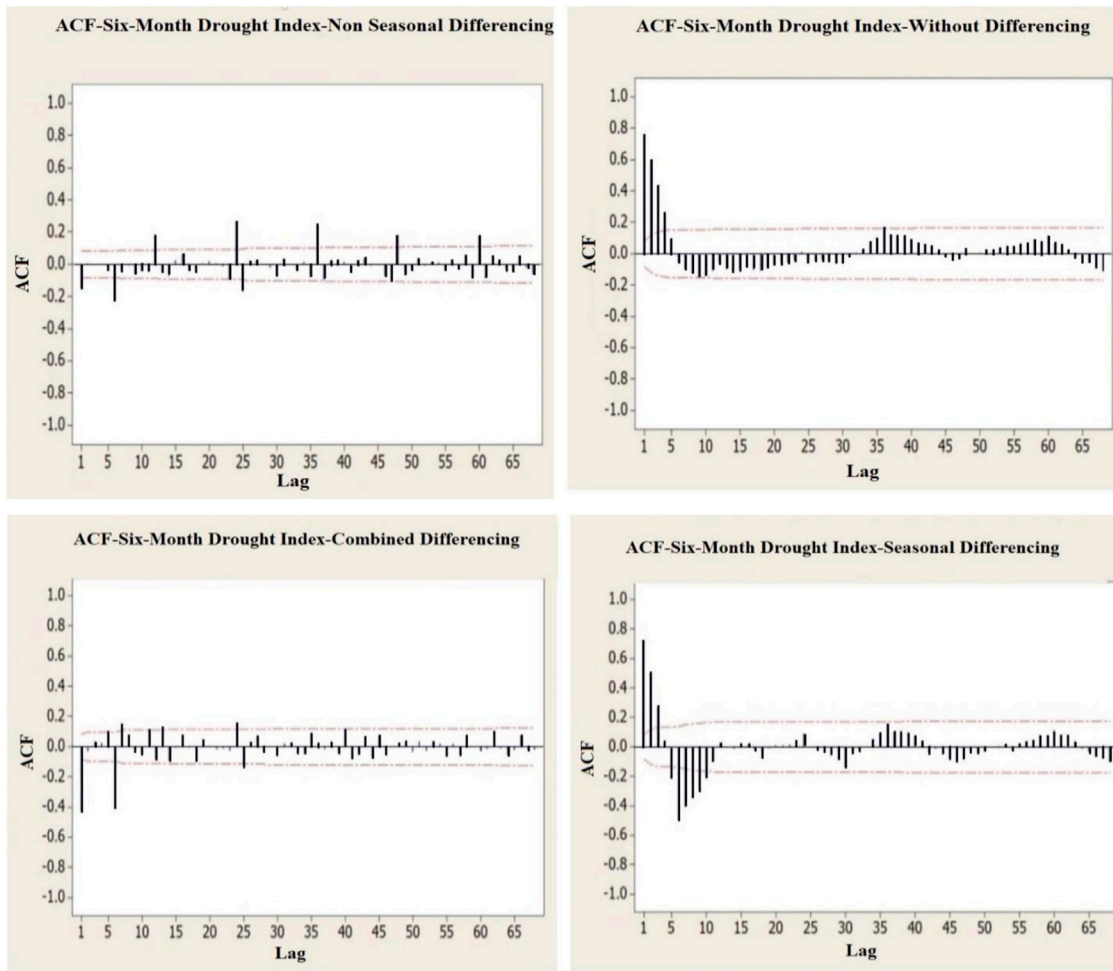 ACF-Six-Month Drought Index-Non Seasonal Differencing
ACF
1.0
0.8
0.6
0.4
0.2
0.0
-0.2
-0.4
-0.6
-0.8
-1.0
1 5 10 15 20 25 30 35 40 45 50 55 60 65
Lag
ACF-Six-Month Drought Index-Without Differencing
ACF
1.0
0.8
0.6
0.4
0.2
0.0
-0.2
-0.4
-0.6
-0.8
-1.0
1 5 10 15 20 25 30 35 40 45 50 55 60 65
Lag
ACF-Six-Month Drought Index-Combined Differencing
ACF
1.0
0.8
0.6
0.4
0.2
0.0
-0.2
-0.4
-0.6
-0.8
-1.0
1 5 10 15 20 25 30 35 40 45 50 55 60 65
Lag
ACF-Six-Month Drought Index-Seasonal Differencing
ACF
1.0
0.8
0.6
0.4
0.2
0.0
-0.2
-0.4
-0.6
-0.8
-1.0
1 5 10 15 20 25 30 35 40 45 50 55 60 65
Lag